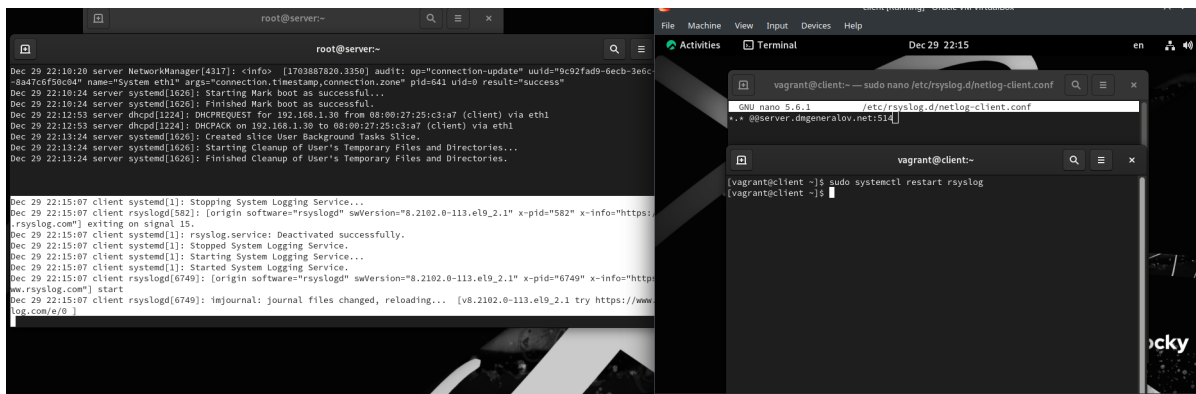 root@server:~
root@server:~
Dec 29 22:10:20 server NetworkManager[4317]: <info>  [1703887820.3350] audit: op="connection-update" uuid="9c92fad9-6ecb-3e6c-
-8a47c6f50c04" name="System eth1" args="connection.timestamp,connection.zone" pid=641 uid=0 result="success"
Dec 29 22:10:24 server systemd[1626]: Starting Mark boot as successful...
Dec 29 22:10:24 server systemd[1626]: Finished Mark boot as successful.
Dec 29 22:12:53 server dhcpd[1224]: DHCPREQUEST for 192.168.1.30 from 08:00:27:25:c3:a7 (client) via eth1
Dec 29 22:12:53 server dhcpd[1224]: DHCPACK on 192.168.1.30 to 08:00:27:25:c3:a7 (client) via eth1
Dec 29 22:13:24 server systemd[1626]: Created slice User Background Tasks Slice.
Dec 29 22:13:24 server systemd[1626]: Starting Cleanup of User's Temporary Files and Directories...
Dec 29 22:13:24 server systemd[1626]: Finished Cleanup of User's Temporary Files and Directories.
Dec 29 22:15:07 client systemd[1]: Stopping System Logging Service...
Dec 29 22:15:07 client rsyslogd[582]: [origin software="rsyslogd" swVersion="8.2102.0-113.el9_2.1" x-pid="582" x-info="https:/
.rsyslog.com"] exiting on signal 15.
Dec 29 22:15:07 client systemd[1]: rsyslog.service: Deactivated successfully.
Dec 29 22:15:07 client systemd[1]: Stopped System Logging Service.
Dec 29 22:15:07 client systemd[1]: Starting System Logging Service...
Dec 29 22:15:07 client systemd[1]: Started System Logging Service.
Dec 29 22:15:07 client rsyslogd[6749]: [origin software="rsyslogd" swVersion="8.2102.0-113.el9_2.1" x-pid="6749" x-info="https
ww.rsyslog.com"] start
Dec 29 22:15:07 client rsyslogd[6749]: imjournal: journal files changed, reloading...  [v8.2102.0-113.el9_2.1 try https://www.
log.com/e/0 ]
File Machine View Input Devices Help
Activities Terminal Dec 29 22:15 en
vagrant@client:~ — sudo nano /etc/rsyslog.d/netlog-client.conf
GNU nano 5.6.1 /etc/rsyslog.d/netlog-client.conf
*.* @@server.dmgeneralov.net:514
vagrant@client:~
[vagrant@client ~]$ sudo systemctl restart rsyslog
[vagrant@client ~]$
ocky